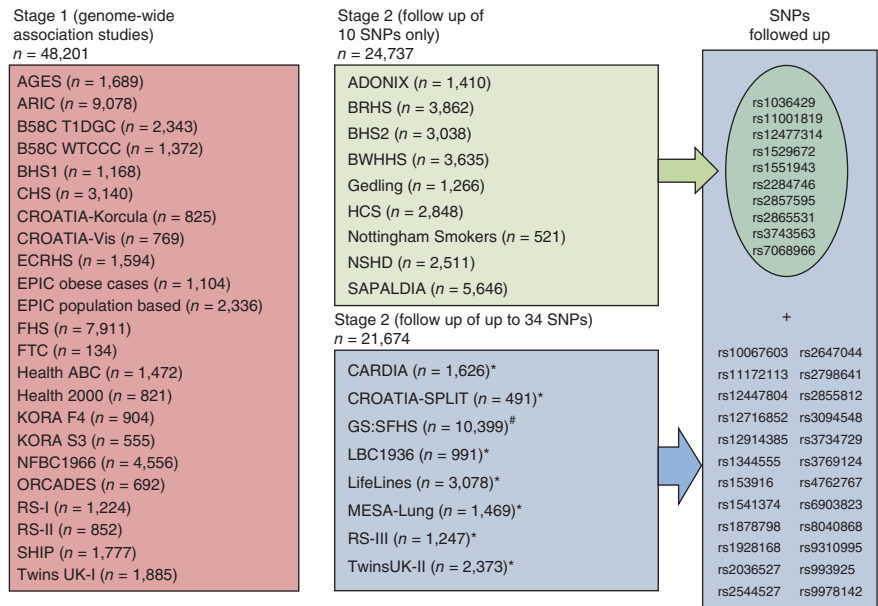 Stage 1 (genome-wide
association studies)
n = 48,201
AGES (n = 1,689)
ARIC (n = 9,078)
B58C T1DGC (n = 2,343)
B58C WTCCC (n = 1,372)
BHS1 (n = 1,168)
CHS (n = 3,140)
CROATIA-Korcula (n = 825)
CROATIA-Vis (n = 769)
ECRHS (n = 1,594)
EPIC obese cases (n = 1,104)
EPIC population based (n = 2,336)
FHS (n = 7,911)
FTC (n = 134)
Health ABC (n = 1,472)
Health 2000 (n = 821)
KORA F4 (n = 904)
KORA S3 (n = 555)
NFBC1966 (n = 4,556)
ORCADES (n = 692)
RS-I (n = 1,224)
RS-II (n = 852)
SHIP (n = 1,777)
Twins UK-I (n = 1,885)
Stage 2 (follow up of
10 SNPs only)
n = 24,737
ADONIX (n = 1,410)
BRHS (n = 3,862)
BHS2 (n = 3,038)
BWHHS (n = 3,635)
Gedling (n = 1,266)
HCS (n = 2,848)
Nottingham Smokers (n = 521)
NSHD (n = 2,511)
SAPALDIA (n = 5,646)
Stage 2 (follow up of up to 34 SNPs)
n = 21,674
CARDIA (n = 1,626)*
CROATIA-SPLIT (n = 491)*
GS:SFHS (n = 10,399)#
LBC1936 (n = 991)*
LifeLines (n = 3,078)*
MESA-Lung (n = 1,469)*
RS-III (n = 1,247)*
TwinsUK-II (n = 2,373)*
SNPs
followed up
rs1036429
rs11001819
rs12477314
rs1529672
rs1551943
rs2284746
rs2857595
rs2865531
rs3743563
rs7068966
+
rs10067603 rs2647044
rs11172113 rs2798641
rs12447804 rs2855812
rs12716852 rs3094548
rs12914385 rs3734729
rs1344555 rs3769124
rs153916 rs4762767
rs1541374 rs6903823
rs1878798 rs8040868
rs1928168 rs9310995
rs2036527 rs993925
rs2544527 rs9978142